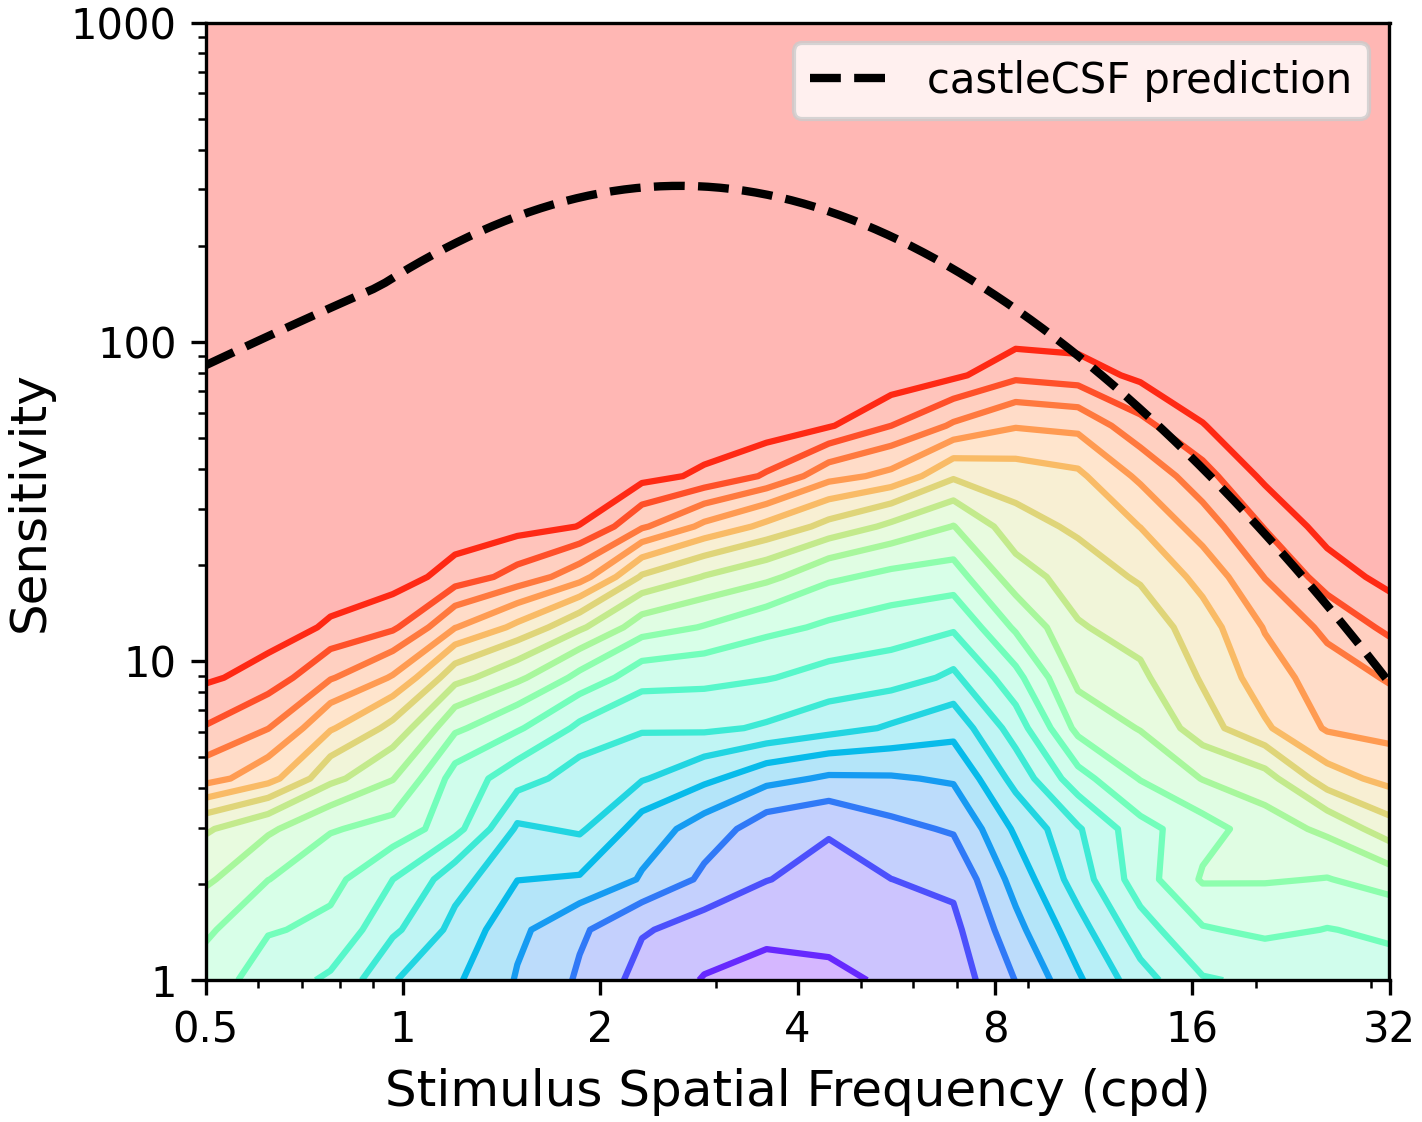 1000
castleCSF prediction
100
Sensitivity
10
1
0.5 1 2 4 8 16 32
Stimulus Spatial Frequency (cpd)